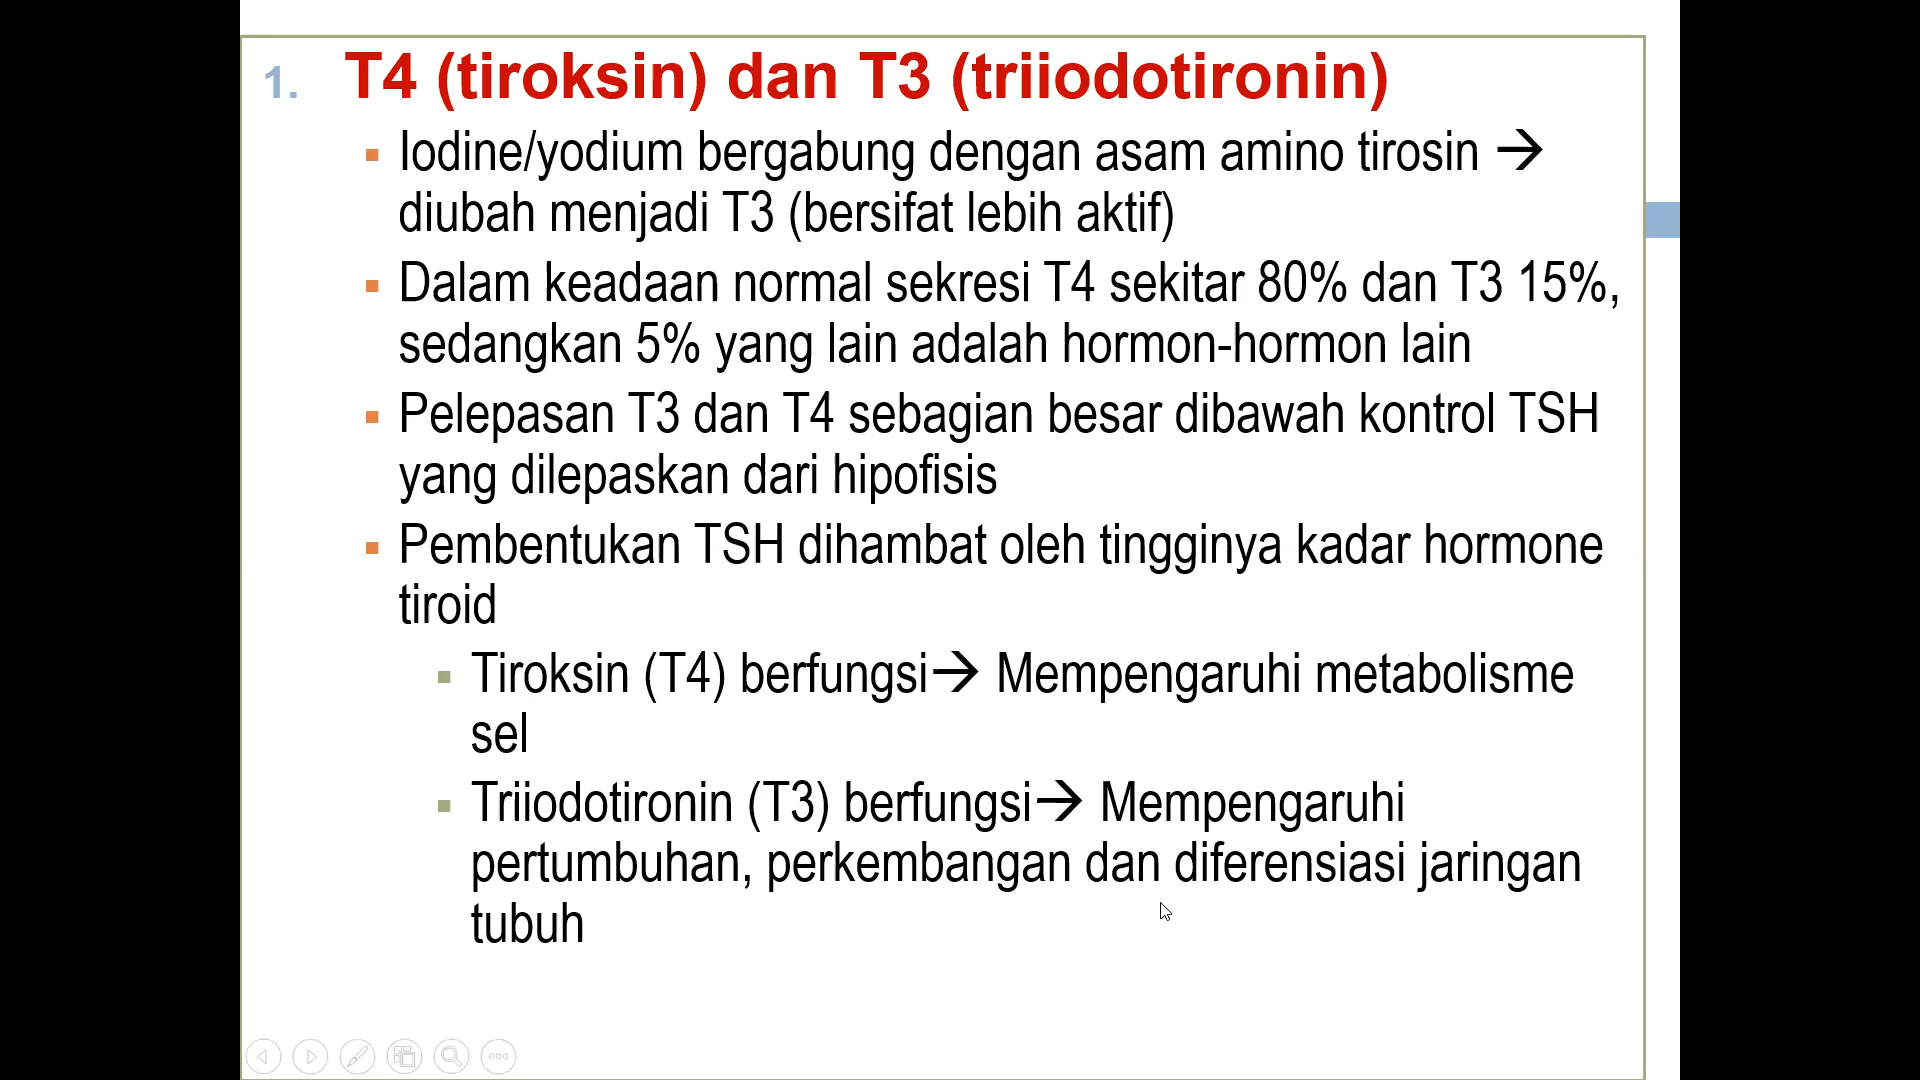 1. T4 (tiroksin) dan T3 (triiodotironin)
▪ Iodine/yodium bergabung dengan asam amino tirosin →
diubah menjadi T3 (bersifat lebih aktif)
▪ Dalam keadaan normal sekresi T4 sekitar 80% dan T3 15%,
sedangkan 5% yang lain adalah hormon-hormon lain
▪ Pelepasan T3 dan T4 sebagian besar dibawah kontrol TSH
yang dilepaskan dari hipofisis
▪ Pembentukan TSH dihambat oleh tingginya kadar hormone
tiroid
▪ Tiroksin (T4) berfungsi→ Mempengaruhi metabolisme
sel
▪ Triiodotironin (T3) berfungsi→ Mempengaruhi
pertumbuhan, perkembangan dan diferensiasi jaringan
tubuh